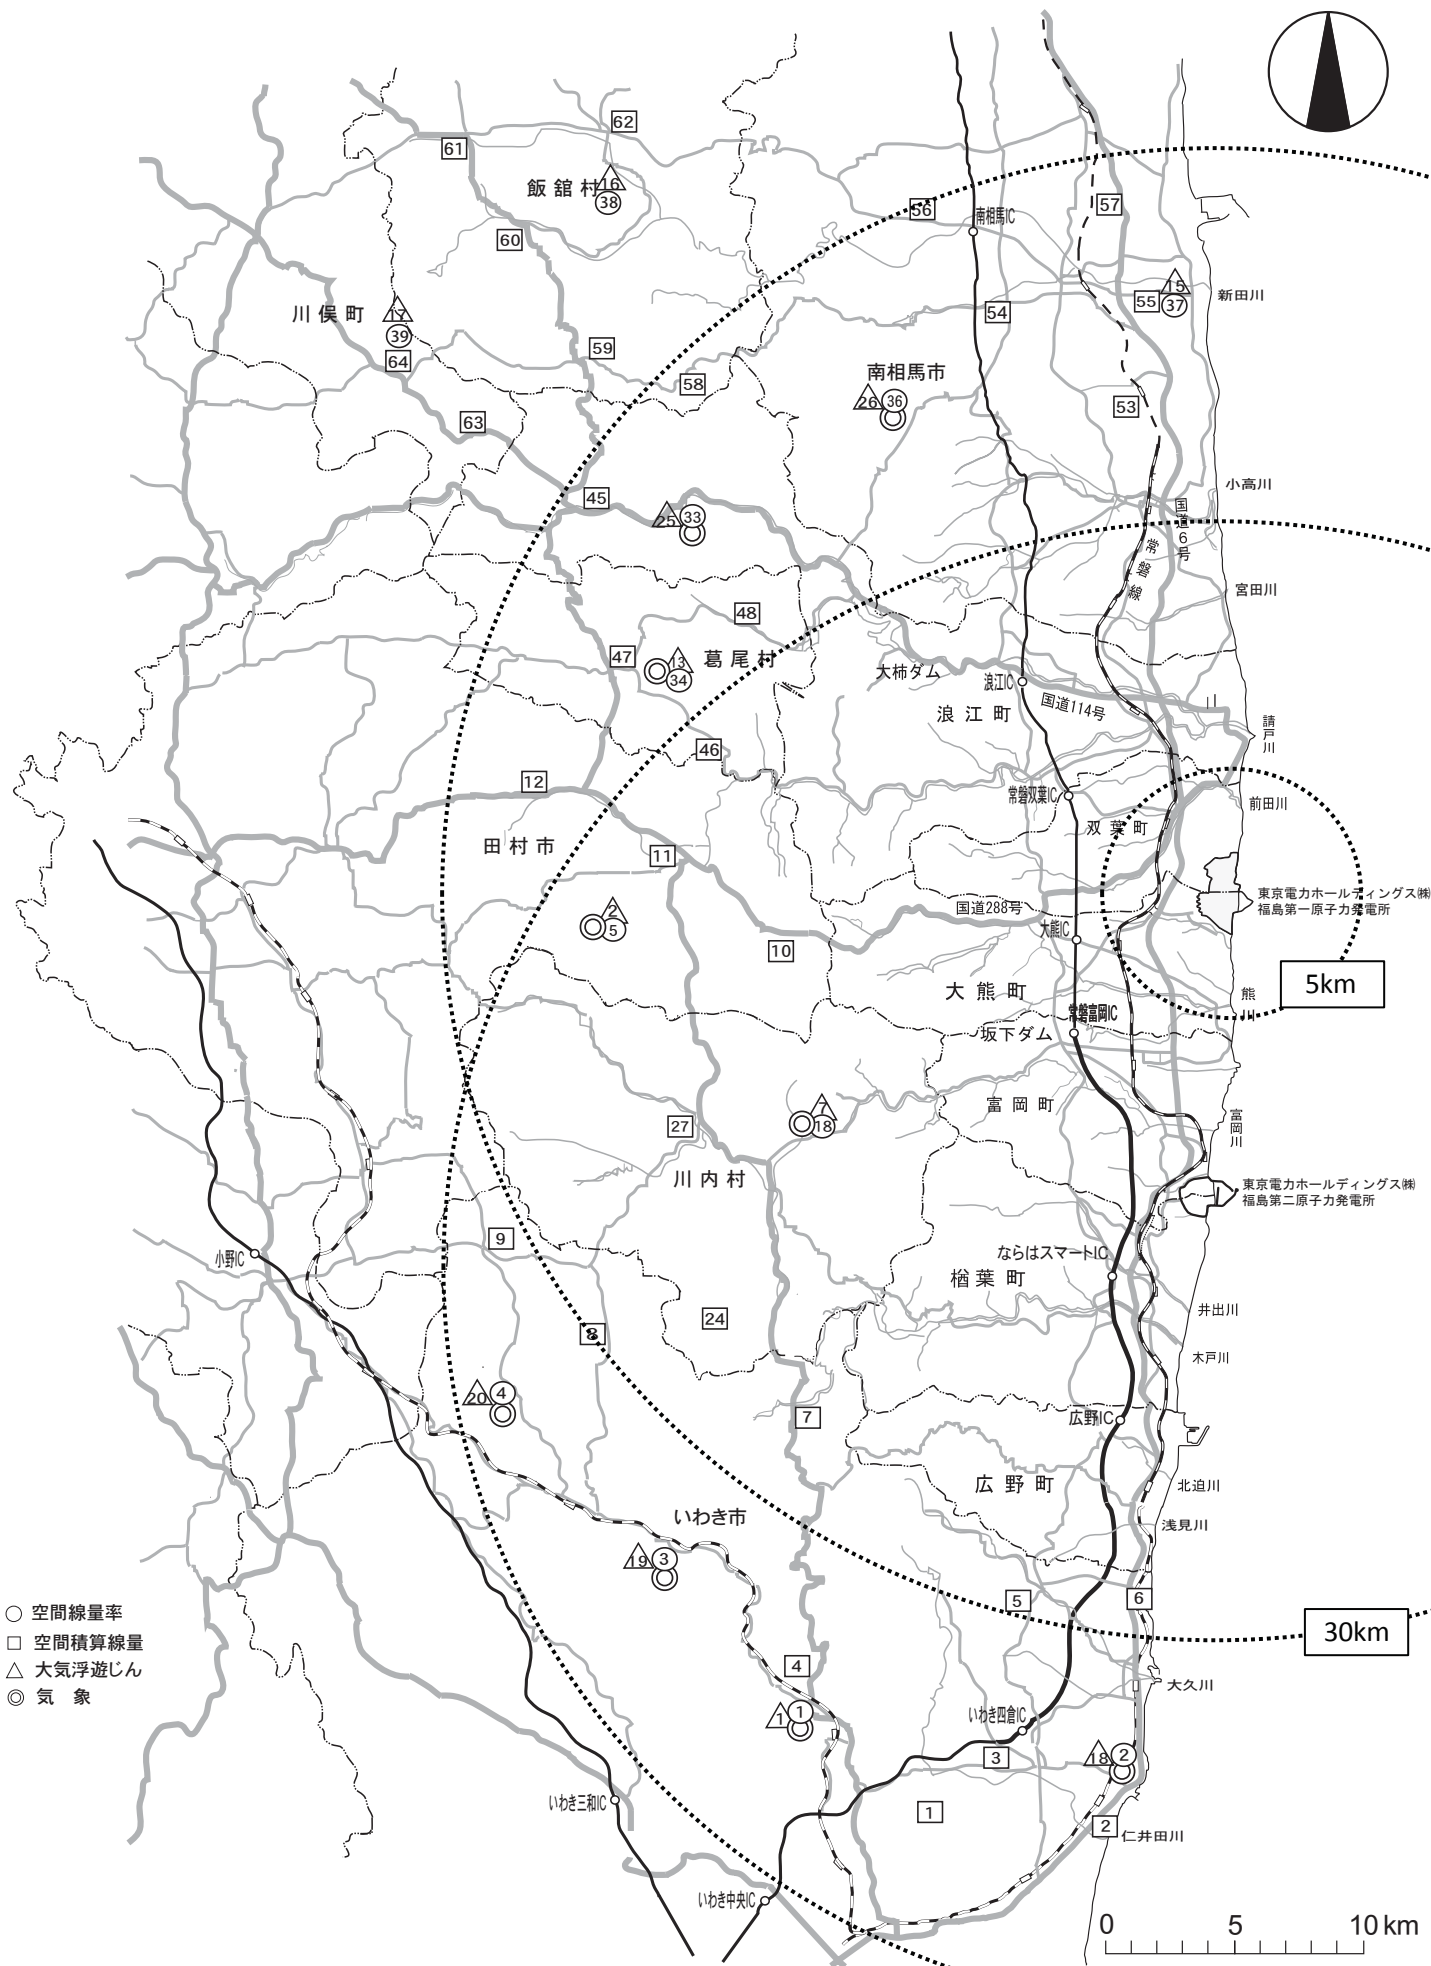 62
61
飯舘村
16
38
57
56
南相馬IC
60
川俣町
17
39
15
55
37
新田川
54
59
64
58
南相馬市
26
36
53
63
小高川
45
25
33
国道6号
常磐線
宮田川
48
47
13
34
葛尾村
大柿ダム
浪江IC
国道114号
浪江町
川
請戸川
46
12
常磐双葉IC
前田川
双葉町
田村市
11
東京電力ホールディングス㈱
福島第一原子力発電所
国道288号
2
5
大熊IC
10
5km
大熊町
熊川
常磐富岡IC
坂下ダム
富岡町
7
18
27
富岡川
川内村
東京電力ホールディングス㈱
福島第二原子力発電所
9
小野IC
ならはスマートIC
楢葉町
24
井出川
8
木戸川
20
4
7
広野IC
広野町
北迫川
いわき市
浅見川
19
3
5
6
○ 空間線量率
□ 空間積算線量
△ 大気浮遊じん
◎ 気 象
30km
4
大久川
1
1
いわき四倉IC
3
18
2
いわき三和IC
1
2
仁井田川
いわき中央IC
0 5 10 km